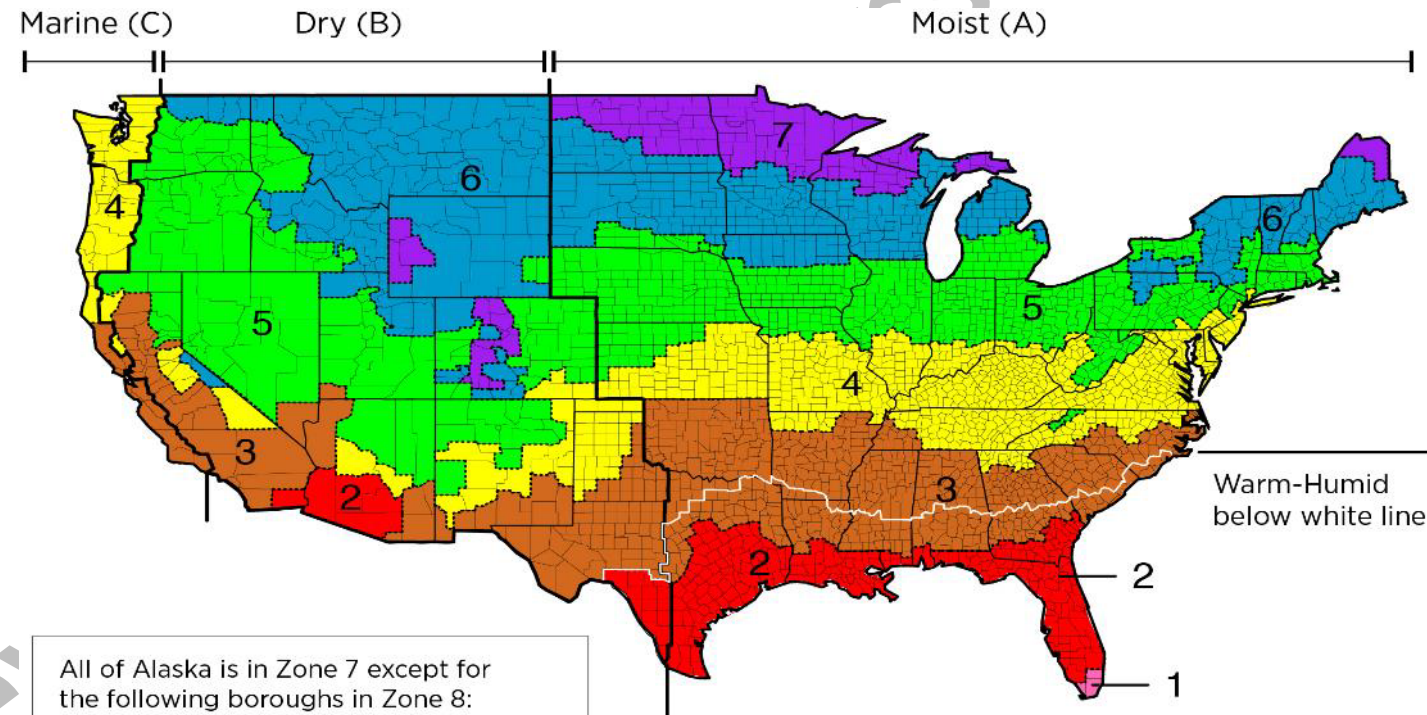 Marine (C)
Dry (B)
Moist (A)
7
6
4
6
5
5
4
3
2
3
Warm-Humid
below white line
2
2
1
All of Alaska is in Zone 7 except for
the following boroughs in Zone 8: